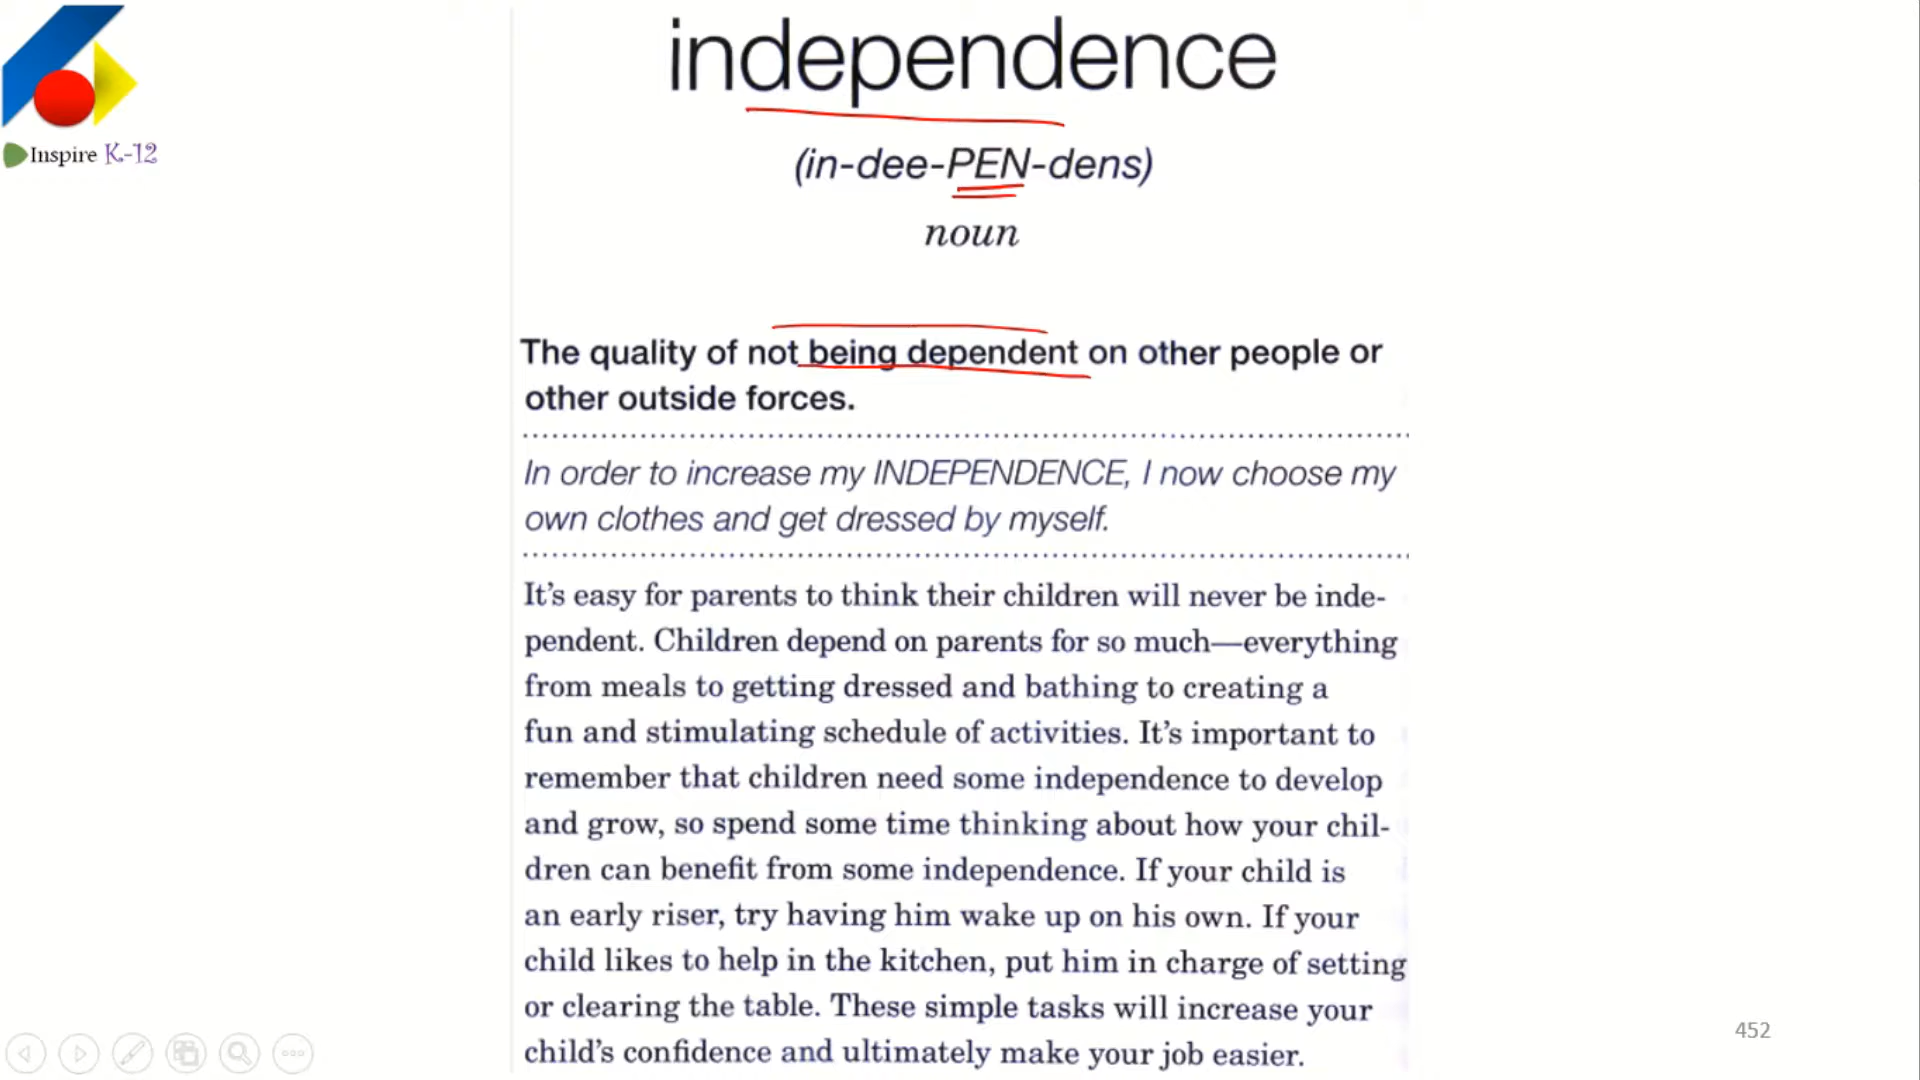 Inspire K-12
independence
(in-dee-PEN-dens)
noun
The quality of not being dependent on other people or
other outside forces.
In order to increase my INDEPENDENCE, I now choose my
own clothes and get dressed by myself.
It’s easy for parents to think their children will never be inde-
pendent. Children depend on parents for so much—everything
from meals to getting dressed and bathing to creating a
fun and stimulating schedule of activities. It’s important to
remember that children need some independence to develop
and grow, so spend some time thinking about how your chil-
dren can benefit from some independence. If your child is
an early riser, try having him wake up on his own. If your
child likes to help in the kitchen, put him in charge of setting
or clearing the table. These simple tasks will increase your
child’s confidence and ultimately make your job easier.
452